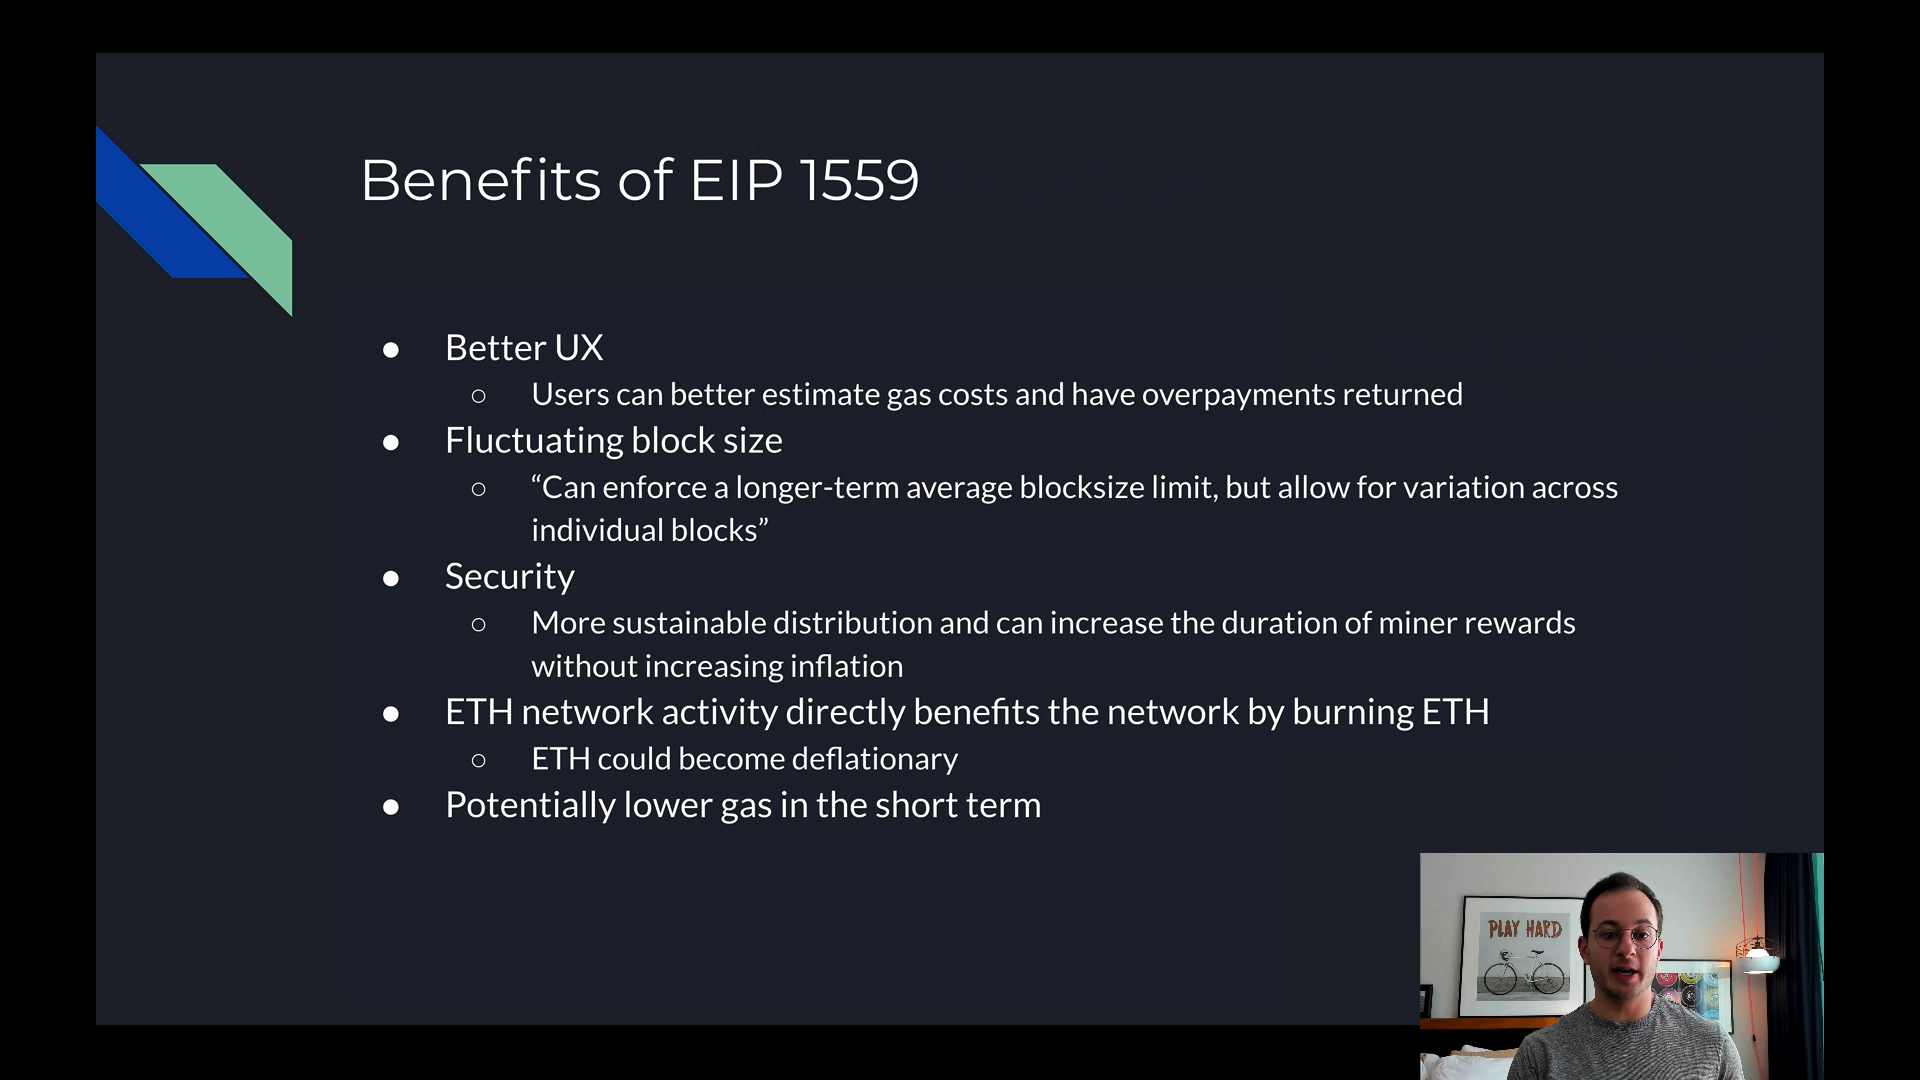 Benefits of EIP 1559
● Better UX
○ Users can better estimate gas costs and have overpayments returned
● Fluctuating block size
○ “Can enforce a longer-term average blocksize limit, but allow for variation across
individual blocks”
● Security
○ More sustainable distribution and can increase the duration of miner rewards
without increasing inflation
● ETH network activity directly benefits the network by burning ETH
○ ETH could become deflationary
● Potentially lower gas in the short term
PLAY HARD